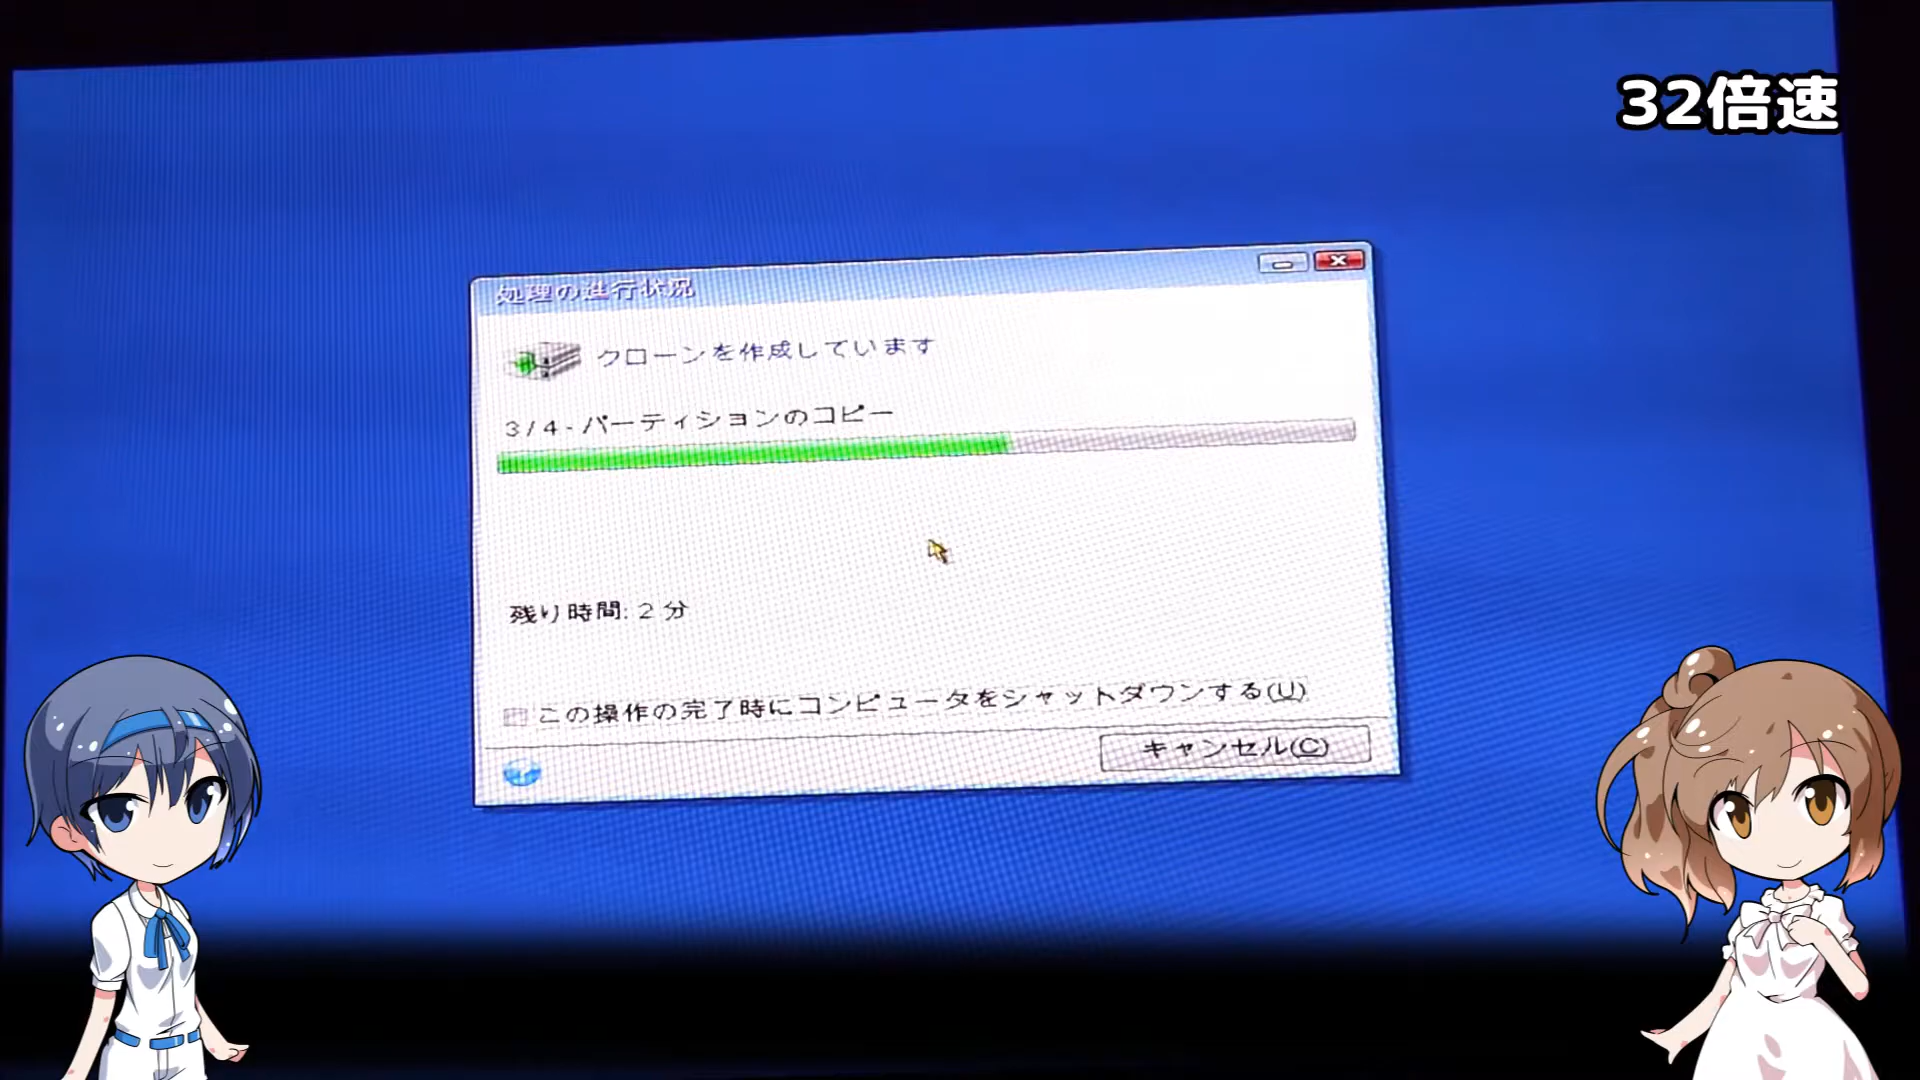 32倍速
処理の進行状況
クローンを作成しています
3 / 4 - パーティションのコピー
残り時間: 2 分
この操作の完了時にコンピュータをシャットダウンする(U)
キャンセル(C)